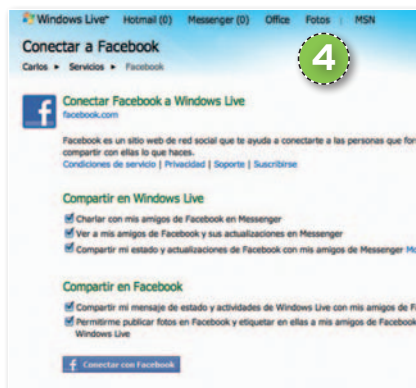 Windows Live™ Hotmail (0) Messenger (0) Office Fotos | MSN
Conectar a Facebook
4
Carlos ▸ Servicios ▸ Facebook
Conectar Facebook a Windows Live
facebook.com
Facebook es un sitio web de red social que te ayuda a conectarte a las personas que for
compartir con ellas lo que haces.
Condiciones de servicio | Privacidad | Soporte | Suscribirse
Compartir en Windows Live
Charlar con mis amigos de Facebook en Messenger
Ver a mis amigos de Facebook y sus actualizaciones en Messenger
Compartir mi estado y actualizaciones de Facebook con mis amigos de Messenger Mo
Compartir en Facebook
Compartir mi mensaje de estado y actividades de Windows Live con mis amigos de F
Permitirme publicar fotos en Facebook y etiquetar en ellas a mis amigos de Facebook
Windows Live
f Conectar con Facebook